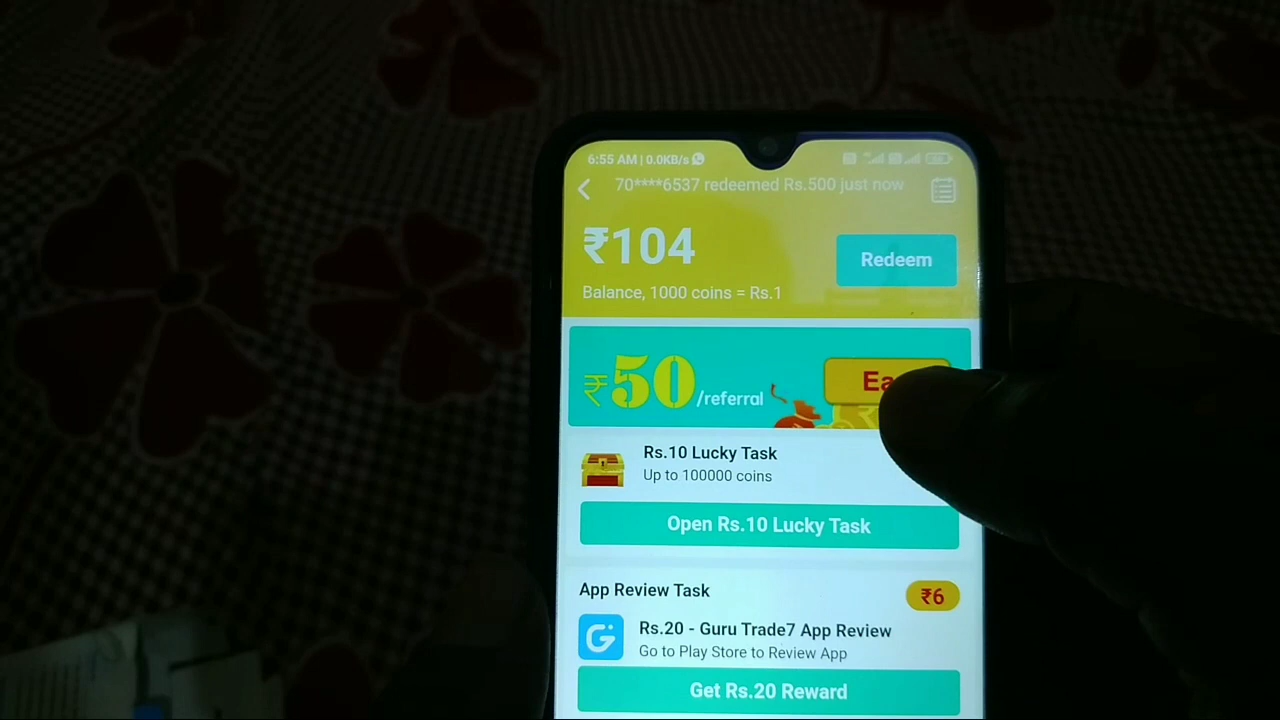 6:55 AM | 0.0KB/s
70****6537 redeemed Rs.500 just now
₹104
Redeem
Balance, 1000 coins = Rs.1
₹50/referral
Rs.10 Lucky Task
Up to 100000 coins
Open Rs.10 Lucky Task
App Review Task
₹6
Rs.20 - Guru Trade7 App Review
Go to Play Store to Review App
Get Rs.20 Reward